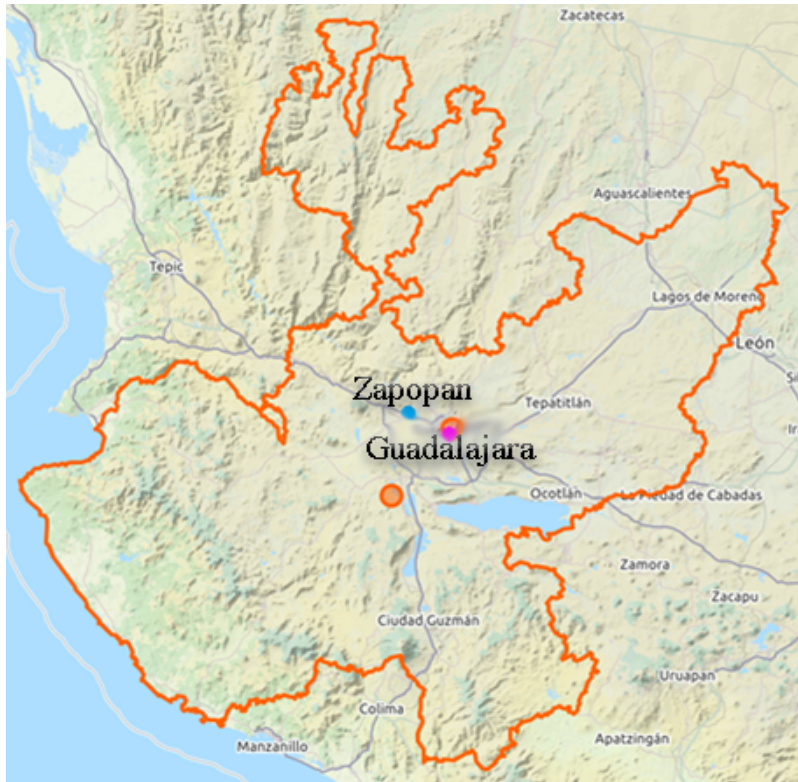 Zacatecas
Aguascalientes
Tepic
Lagos de Moreno
León
Zapopan
Tepatitlán
Guadalajara
Ocotlán
La Piedad de Cabadas
Zamora
Zacapu
Ciudad Guzmán
Uruapan
Colima
Apatzingán
Manzanillo